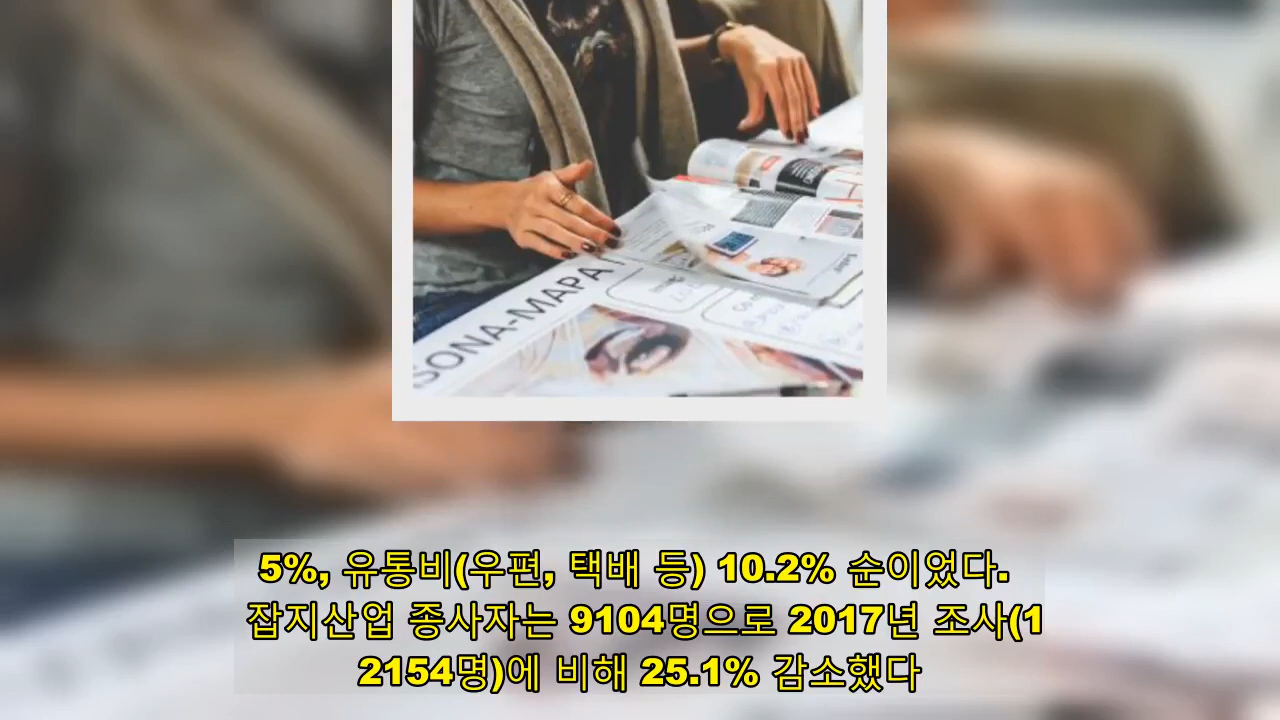 SONA-MAPA
5%, 유통비(우편, 택배 등) 10.2% 순이었다.
잡지산업 종사자는 9104명으로 2017년 조사(1
2154명)에 비해 25.1% 감소했다